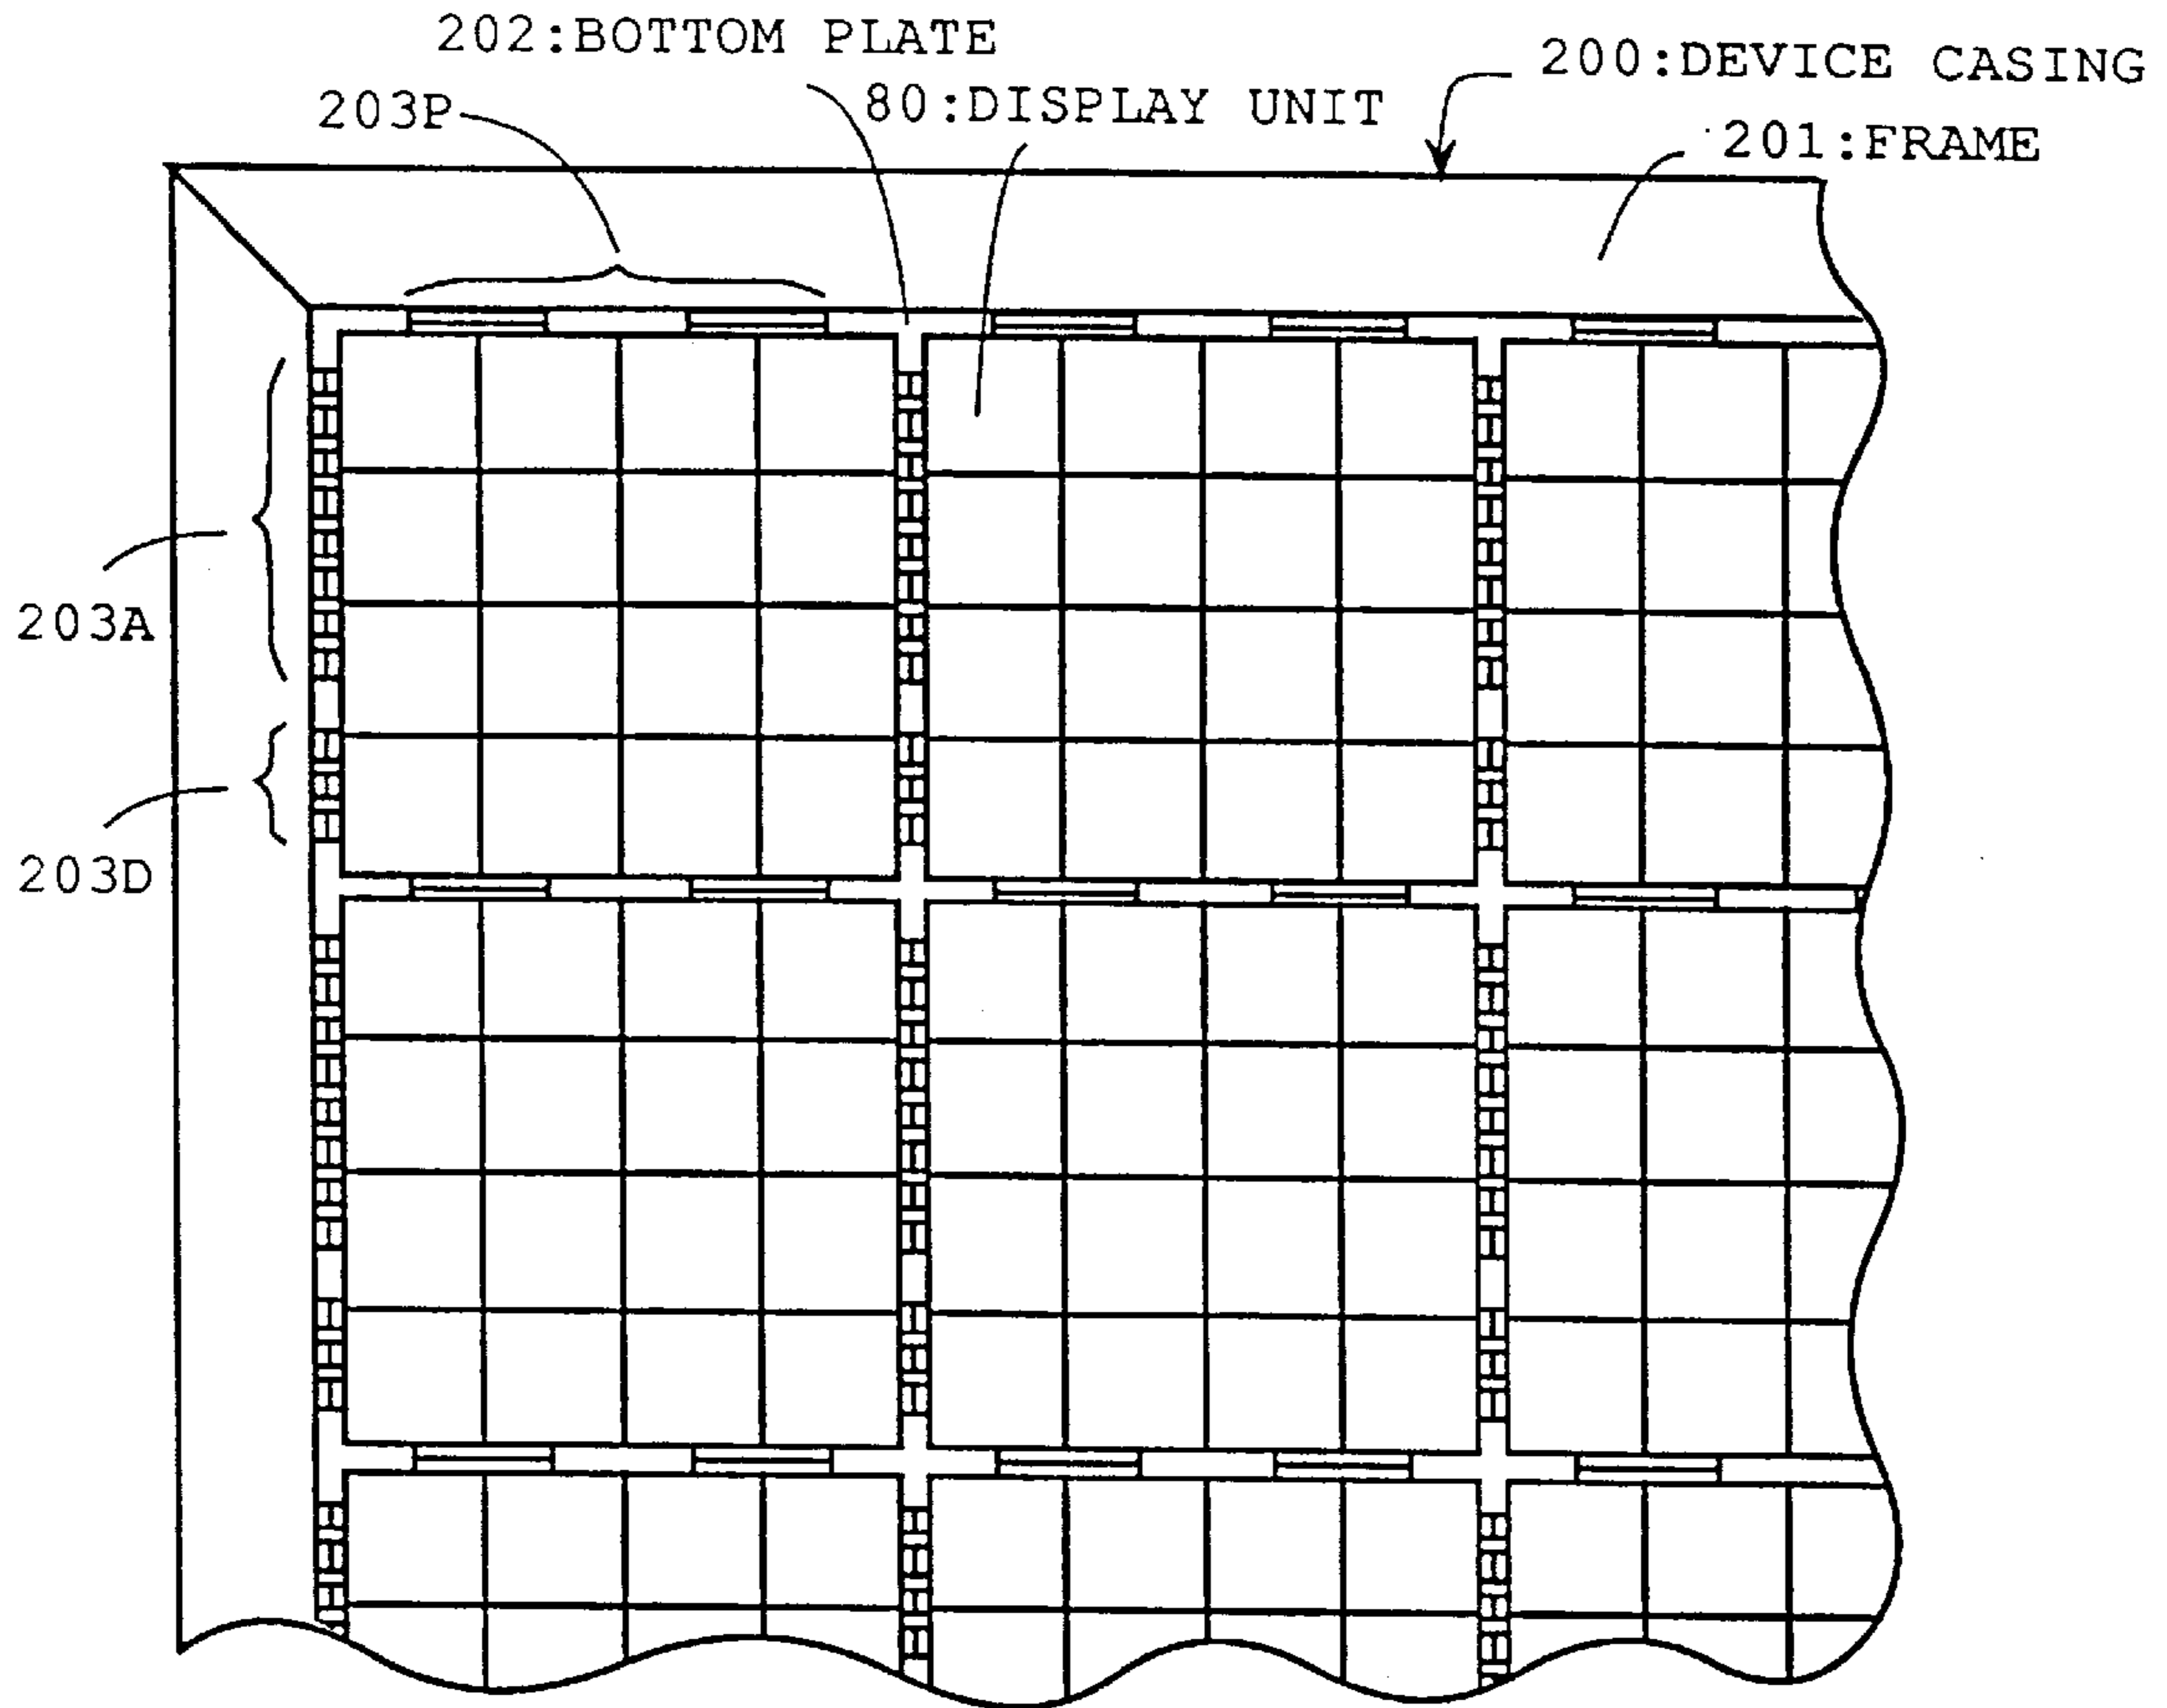 202:BOTTOM PLATE
200:DEVICE CASING
203P
80:DISPLAY UNIT
201:FRAME
203A
203D